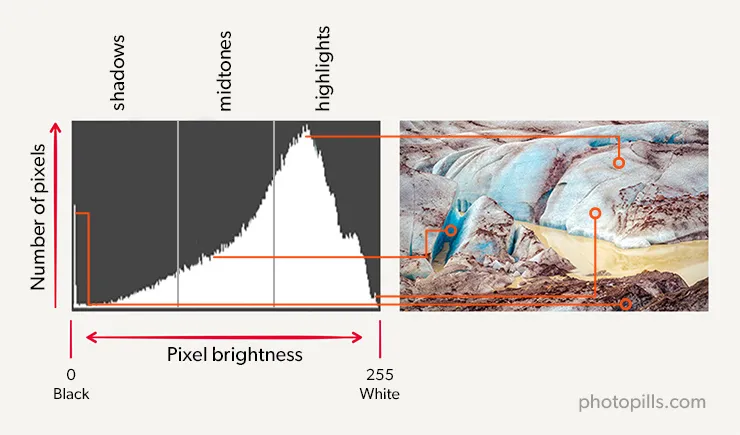 shadows
midtones
highlights
Number of pixels
Pixel brightness
0
Black
255
White
photopills.com